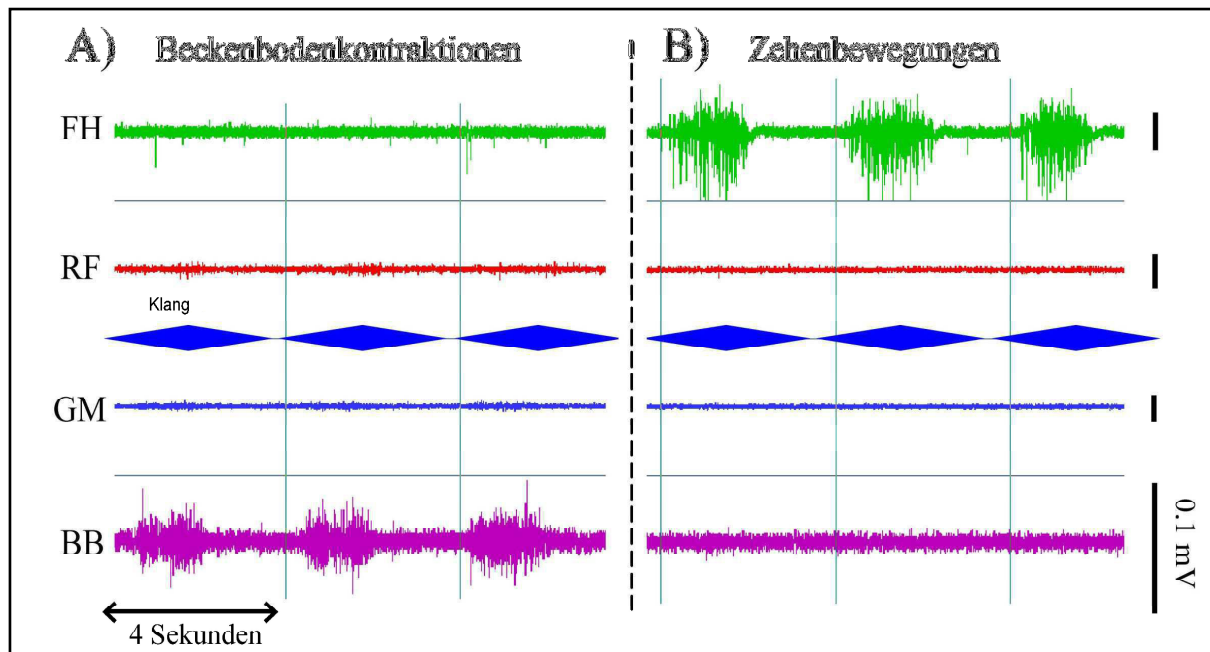 A) Beckenbodenkontraktionen
B) Zehenbewegungen
FH
RF
Klang
GM
BB
0.1 mV
4 Sekunden